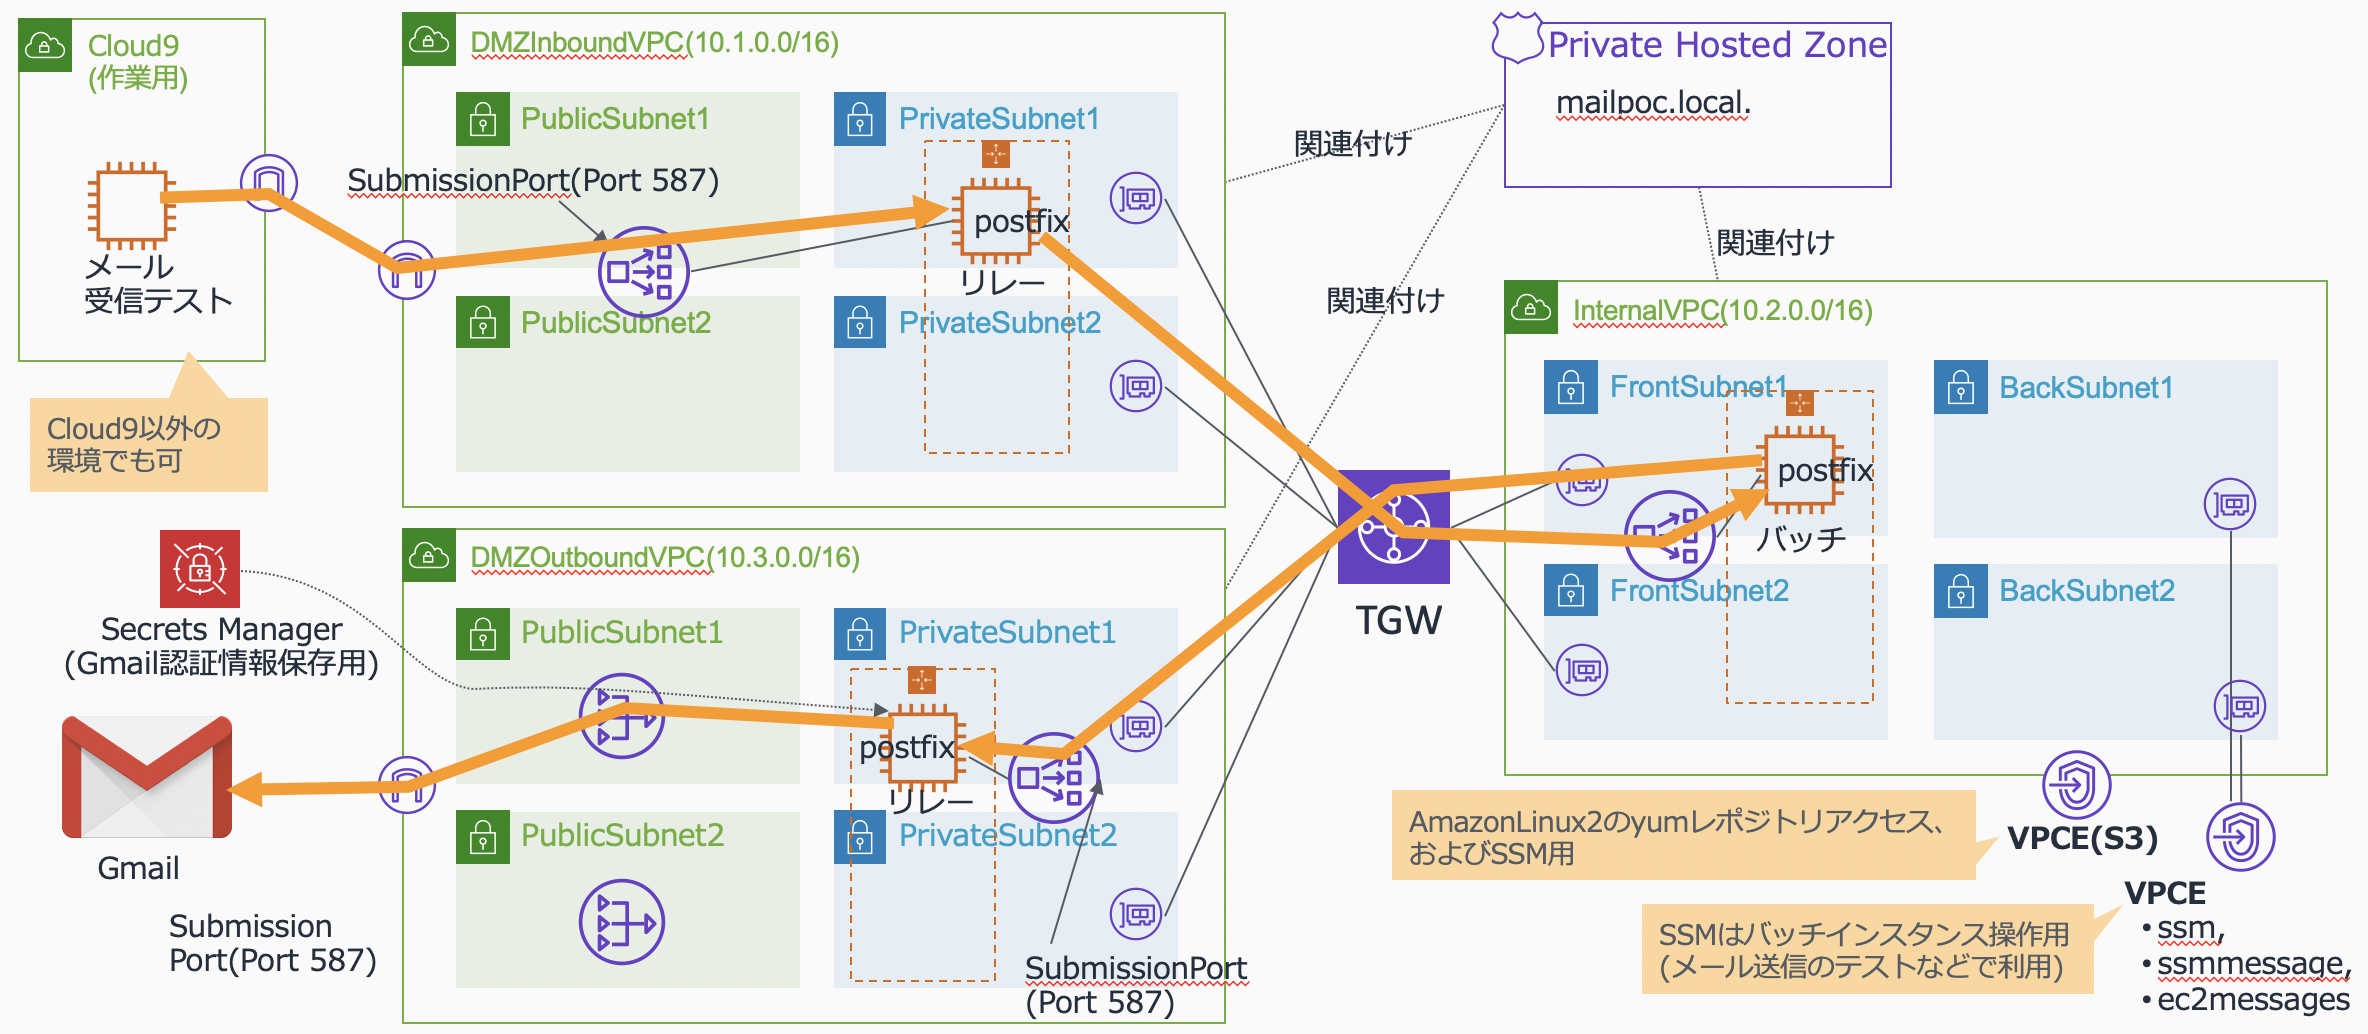 Cloud9
(作業用)
メール
受信テスト
Cloud9以外の
環境でも可
DMZInboundVPC(10.1.0.0/16)
PublicSubnet1
SubmissionPort(Port 587)
PublicSubnet2
PrivateSubnet1
postfix
リレー
PrivateSubnet2
Private Hosted Zone
mailpoc.local.
関連付け
関連付け
関連付け
InternalVPC(10.2.0.0/16)
FrontSubnet1
postfix
バッチ
FrontSubnet2
BackSubnet1
BackSubnet2
TGW
Secrets Manager
(Gmail認証情報保存用)
Gmail
Submission
Port(Port 587)
DMZOutboundVPC(10.3.0.0/16)
PublicSubnet1
PublicSubnet2
PrivateSubnet1
postfix
リレー
PrivateSubnet2
SubmissionPort
(Port 587)
AmazonLinux2のyumレポジトリアクセス、
およびSSM用
VPCE(S3)
SSMはバッチインスタンス操作用
(メール送信のテストなどで利用)
VPCE
・ssm,
・ssmmessage,
・ec2messages